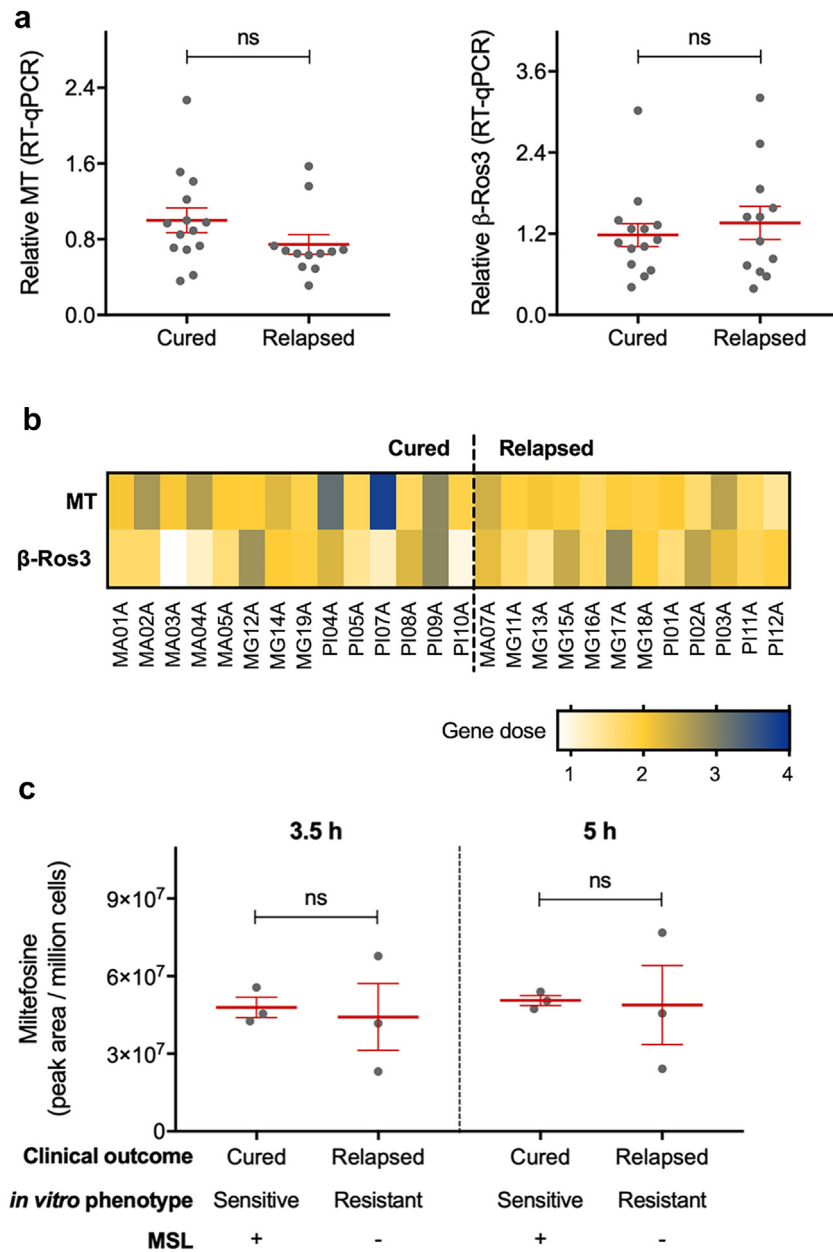 a
ns
Relative MT (RT-qPCR)
2.4
1.6
0.8
0.0
Cured Relapsed
ns
Relative β-Ros3 (RT-qPCR)
3.6
2.4
1.2
0.0
Cured Relapsed
b
Cured Relapsed
MT
β-Ros3
MA01A MA02A MA03A MA04A MA05A MG12A MG14A MG19A PI04A PI05A PI07A PI08A PI09A PI10A MA07A MG11A MG13A MG15A MG16A MG17A MG18A PI01A PI02A PI03A PI11A PI12A
Gene dose
1 2 3 4
c
3.5 h 5 h
ns ns
Miltefosine
(peak area / million cells)
9×10⁷
6×10⁷
3×10⁷
0
Clinical outcome Cured Relapsed Cured Relapsed
in vitro phenotype Sensitive Resistant Sensitive Resistant
MSL + - + -